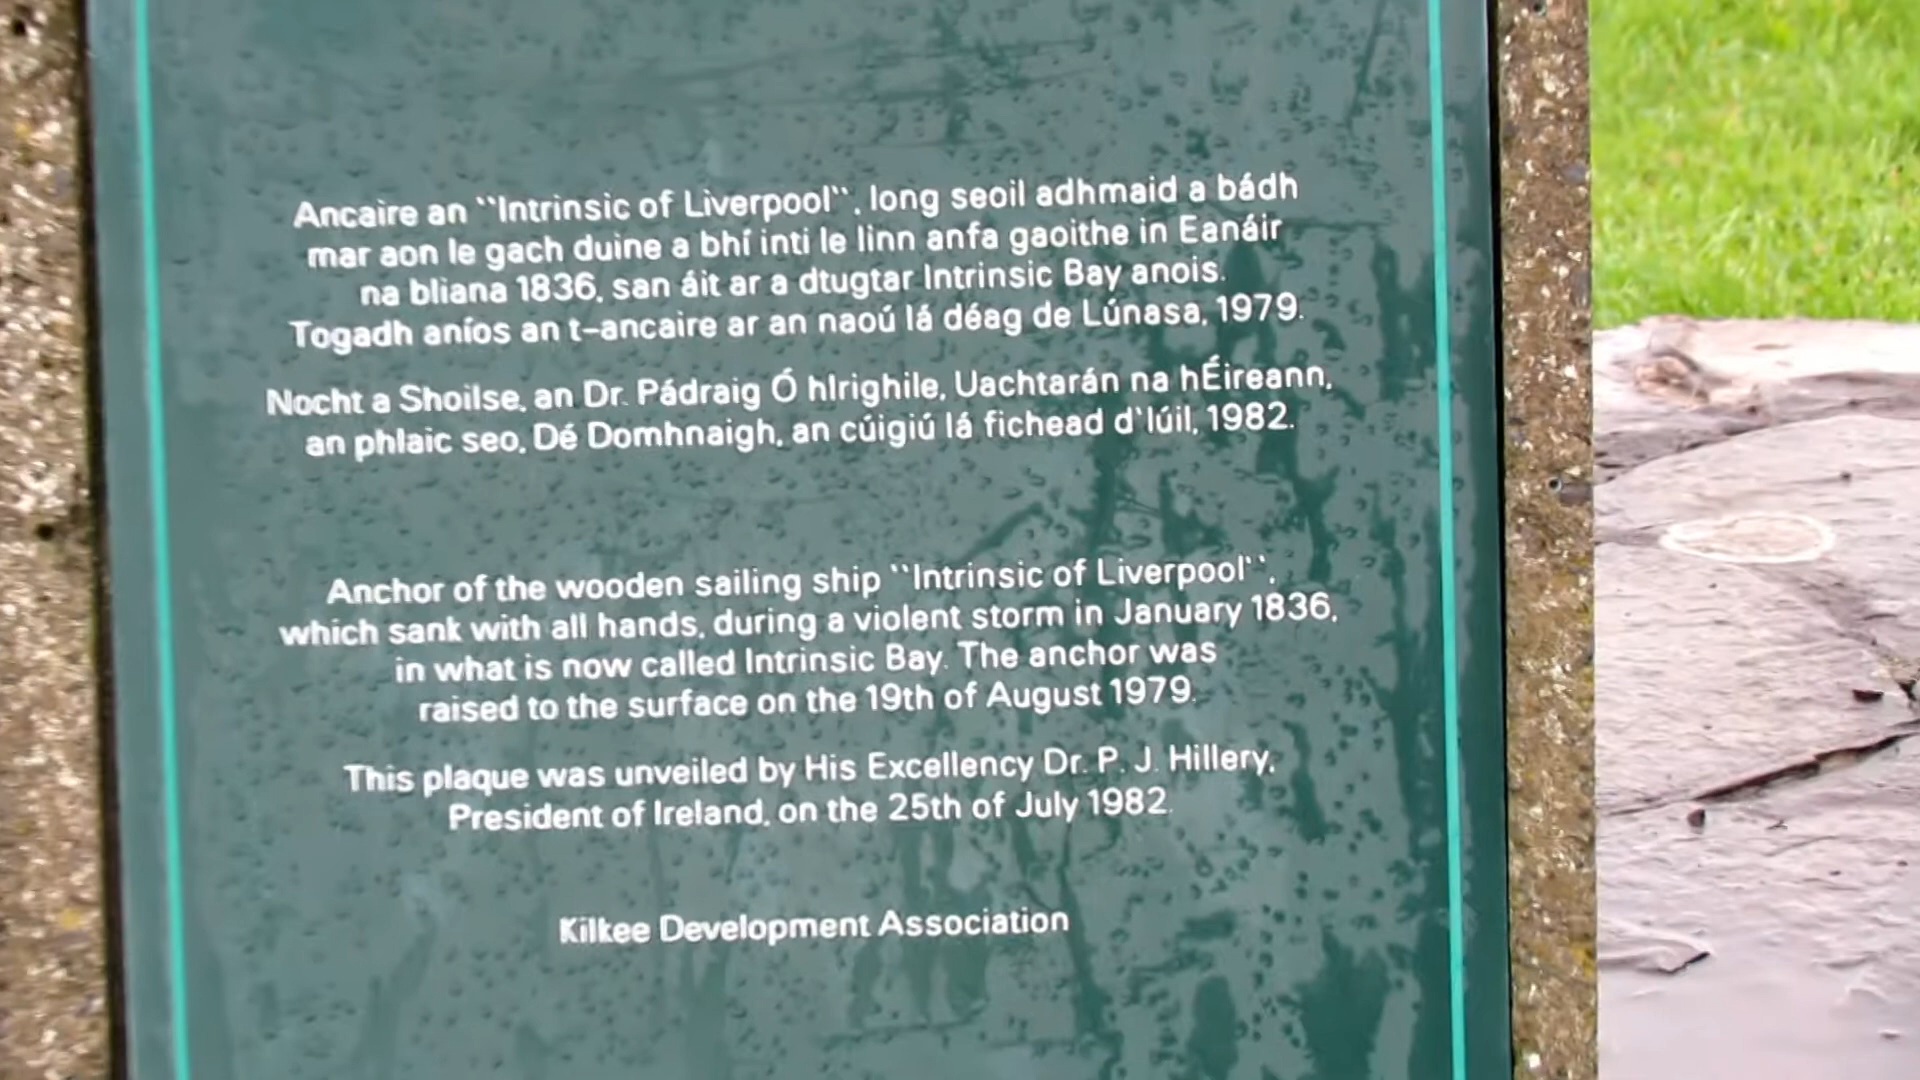 Ancaire an ‘‘Intrinsic of Liverpool‘‘, long seoil adhmaid a bádh
mar aon le gach duine a bhí inti le linn anfa gaoithe in Eanáir
na bliana 1836, san áit ar a dtugtar Intrinsic Bay anois.
Togadh aníos an t-ancaire ar an naoú lá déag de Lúnasa, 1979.
Nocht a Shoilse, an Dr. Pádraig Ó hIrighile, Uachtarán na hÉireann,
an phlaic seo, Dé Domhnaigh, an cúigiú lá fichead d‘Iúil, 1982.
Anchor of the wooden sailing ship ‘‘Intrinsic of Liverpool‘‘,
which sank with all hands, during a violent storm in January 1836,
in what is now called Intrinsic Bay. The anchor was
raised to the surface on the 19th of August 1979.
This plaque was unveiled by His Excellency Dr. P. J. Hillery,
President of Ireland, on the 25th of July 1982.
Kilkee Development Association